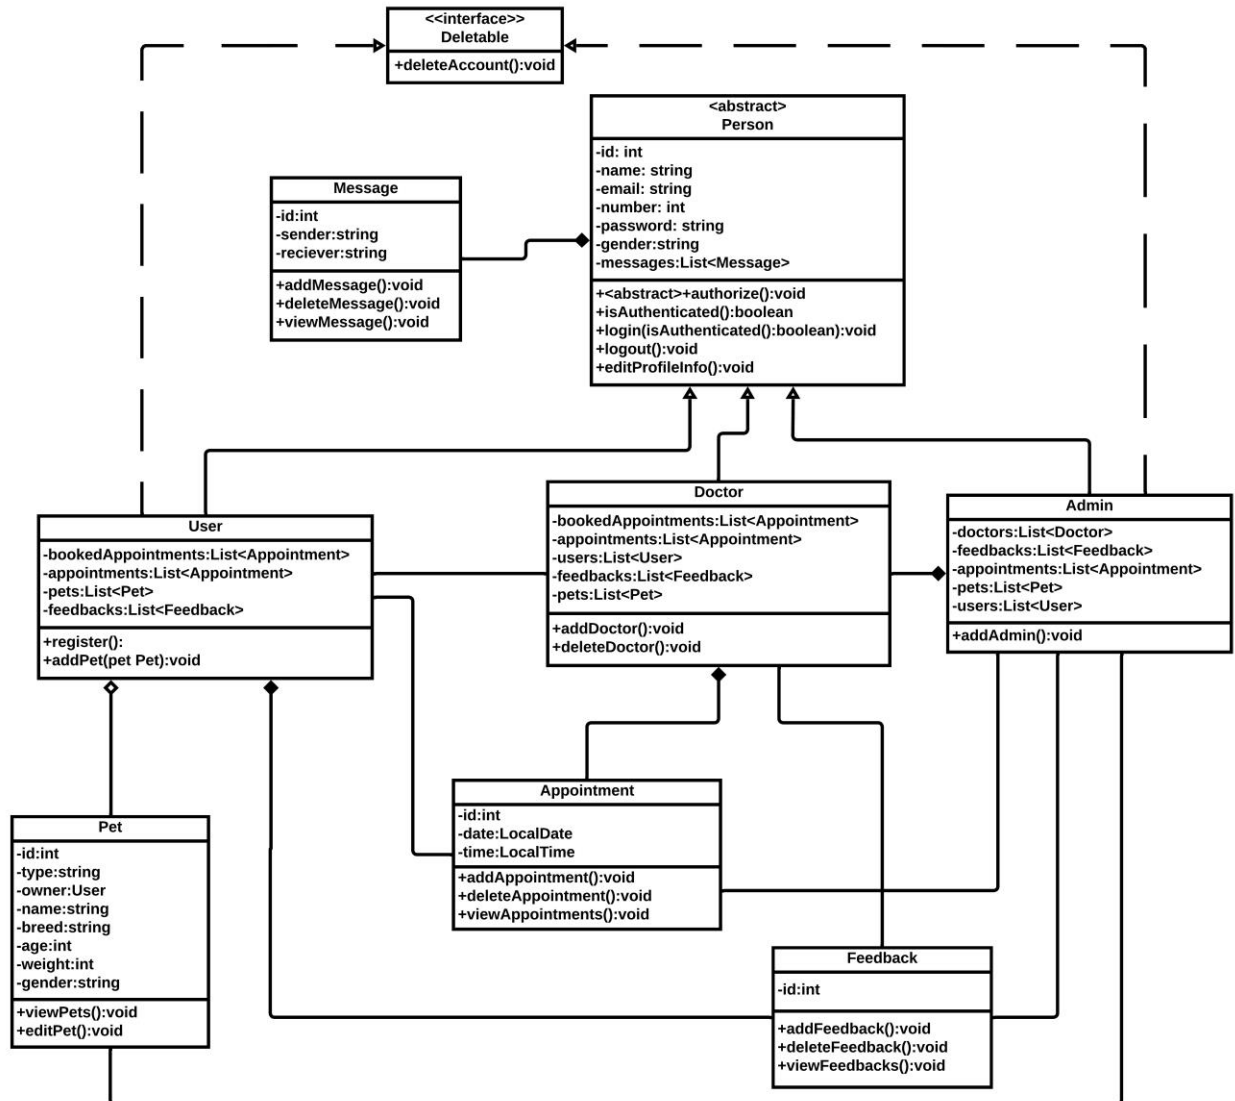 <<interface>>
Deletable
+deleteAccount():void
<abstract>
Person
-id: int
-name: string
-email: string
-number: int
-password: string
-gender:string
-messages:List<Message>
+<abstract>+authorize():void
+isAuthenticated():boolean
+login(isAuthenticated():boolean):void
+logout():void
+editProfileInfo():void
Message
-id:int
-sender:string
-reciever:string
+addMessage():void
+deleteMessage():void
+viewMessage():void
User
-bookedAppointments:List<Appointment>
-appointments:List<Appointment>
-pets:List<Pet>
-feedbacks:List<Feedback>
+register():
+addPet(pet Pet):void
Doctor
-bookedAppointments:List<Appointment>
-appointments:List<Appointment>
-users:List<User>
-feedbacks:List<Feedback>
-pets:List<Pet>
+addDoctor():void
+deleteDoctor():void
Admin
-doctors:List<Doctor>
-feedbacks:List<Feedback>
-appointments:List<Appointment>
-pets:List<Pet>
-users:List<User>
+addAdmin():void
Appointment
-id:int
-date:LocalDate
-time:LocalTime
+addAppointment():void
+deleteAppointment():void
+viewAppointments():void
Pet
-id:int
-type:string
-owner:User
-name:string
-breed:string
-age:int
-weight:int
-gender:string
+viewPets():void
+editPet():void
Feedback
-id:int
+addFeedback():void
+deleteFeedback():void
+viewFeedbacks():void